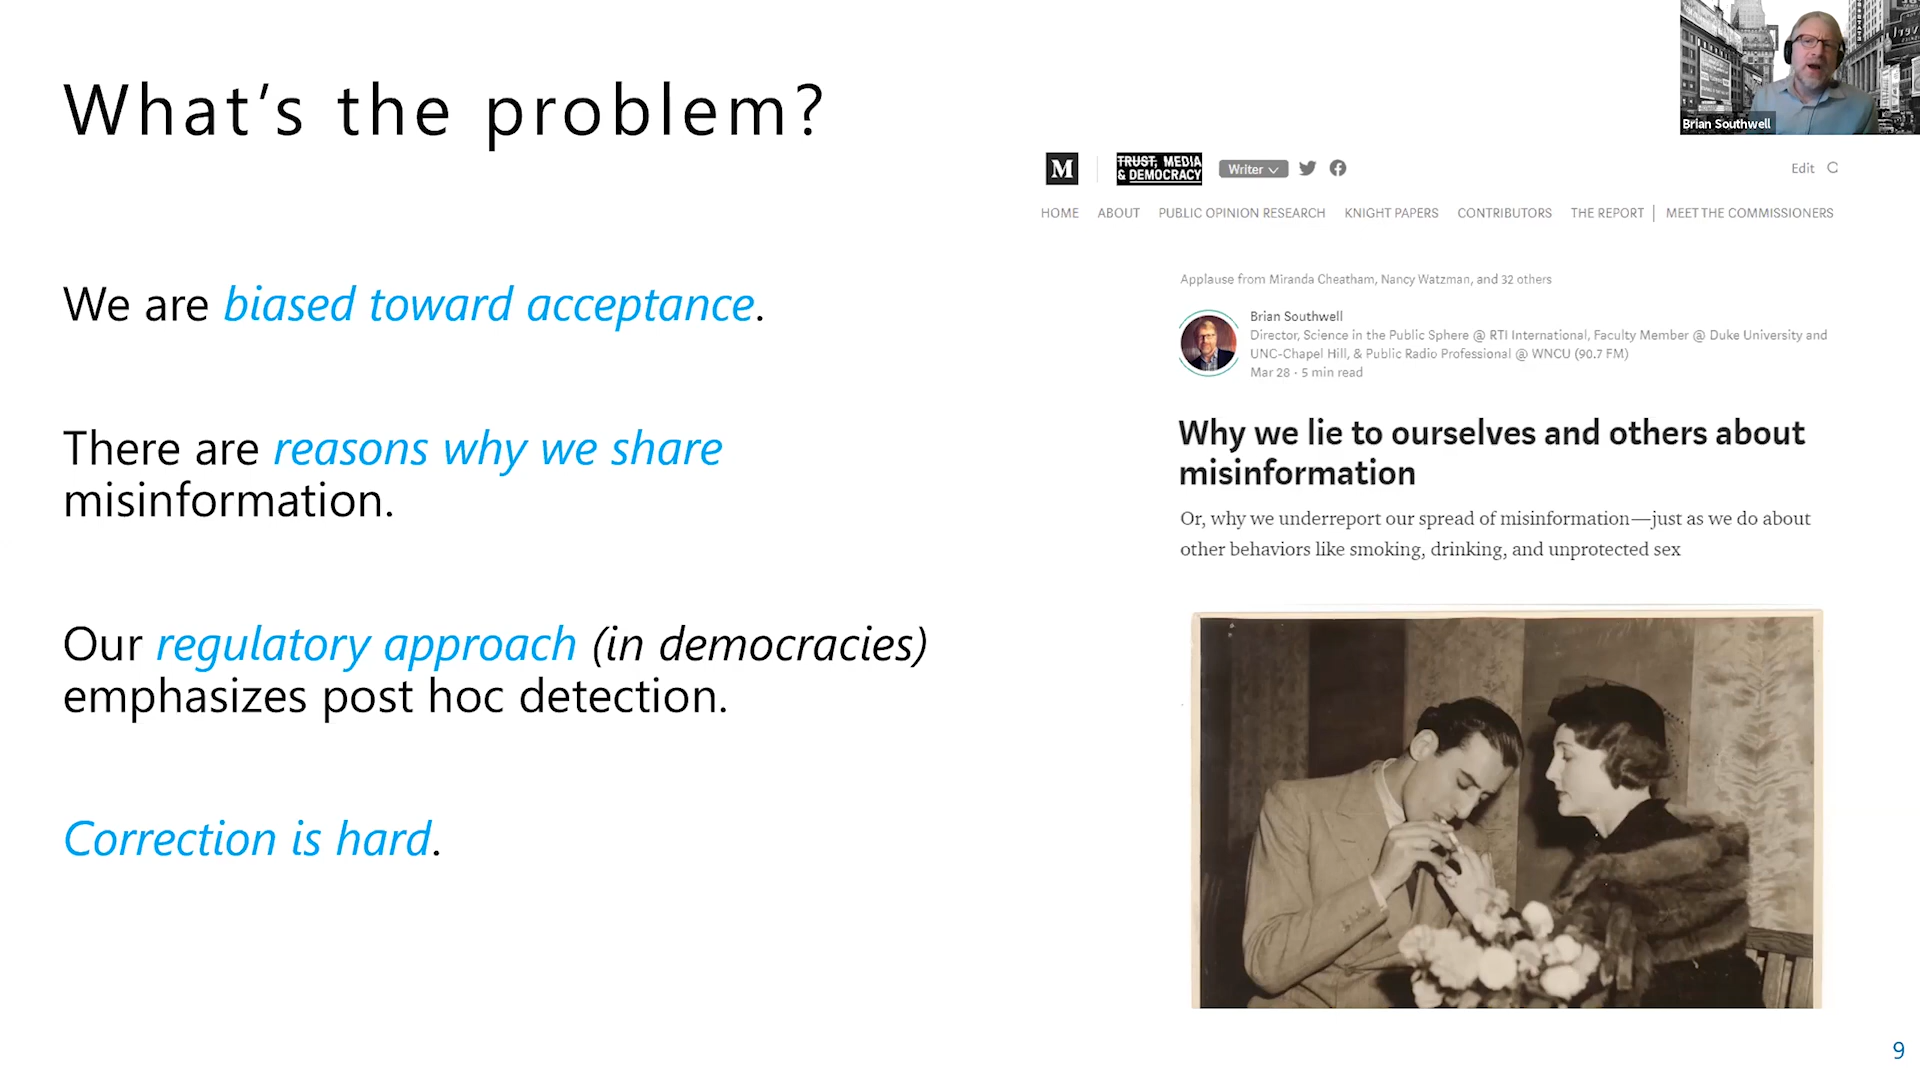 What's the problem?
We are biased toward acceptance.
There are reasons why we share
misinformation.
Our regulatory approach (in democracies)
emphasizes post hoc detection.
Correction is hard.
Brian Southwell
M
TRUST, MEDIA
& DEMOCRACY
Writer
Edit
HOME ABOUT PUBLIC OPINION RESEARCH KNIGHT PAPERS CONTRIBUTORS THE REPORT MEET THE COMMISSIONERS
Applause from Miranda Cheatham, Nancy Watzman, and 32 others
Brian Southwell
Director, Science in the Public Sphere @ RTI International, Faculty Member @ Duke University and
UNC-Chapel Hill, & Public Radio Professional @ WNCU (90.7 FM)
Mar 28 · 5 min read
Why we lie to ourselves and others about
misinformation
Or, why we underreport our spread of misinformation—just as we do about
other behaviors like smoking, drinking, and unprotected sex
9